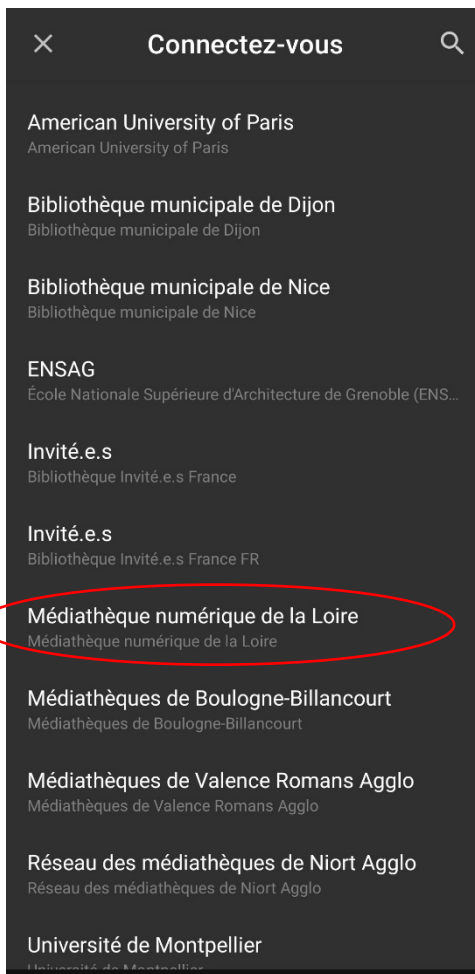 Connectez-vous
American University of Paris
American University of Paris
Bibliothèque municipale de Dijon
Bibliothèque municipale de Dijon
Bibliothèque municipale de Nice
Bibliothèque municipale de Nice
ENSAG
École Nationale Supérieure d'Architecture de Grenoble (ENS...
Invité.e.s
Bibliothèque Invité.e.s France
Invité.e.s
Bibliothèque Invité.e.s France FR
Médiathèque numérique de la Loire
Médiathèque numérique de la Loire
Médiathèques de Boulogne-Billancourt
Médiathèques de Boulogne-Billancourt
Médiathèques de Valence Romans Agglo
Médiathèques de Valence Romans Agglo
Réseau des médiathèques de Niort Agglo
Réseau des médiathèques de Niort Agglo
Université de Montpellier
Université de Montpellier